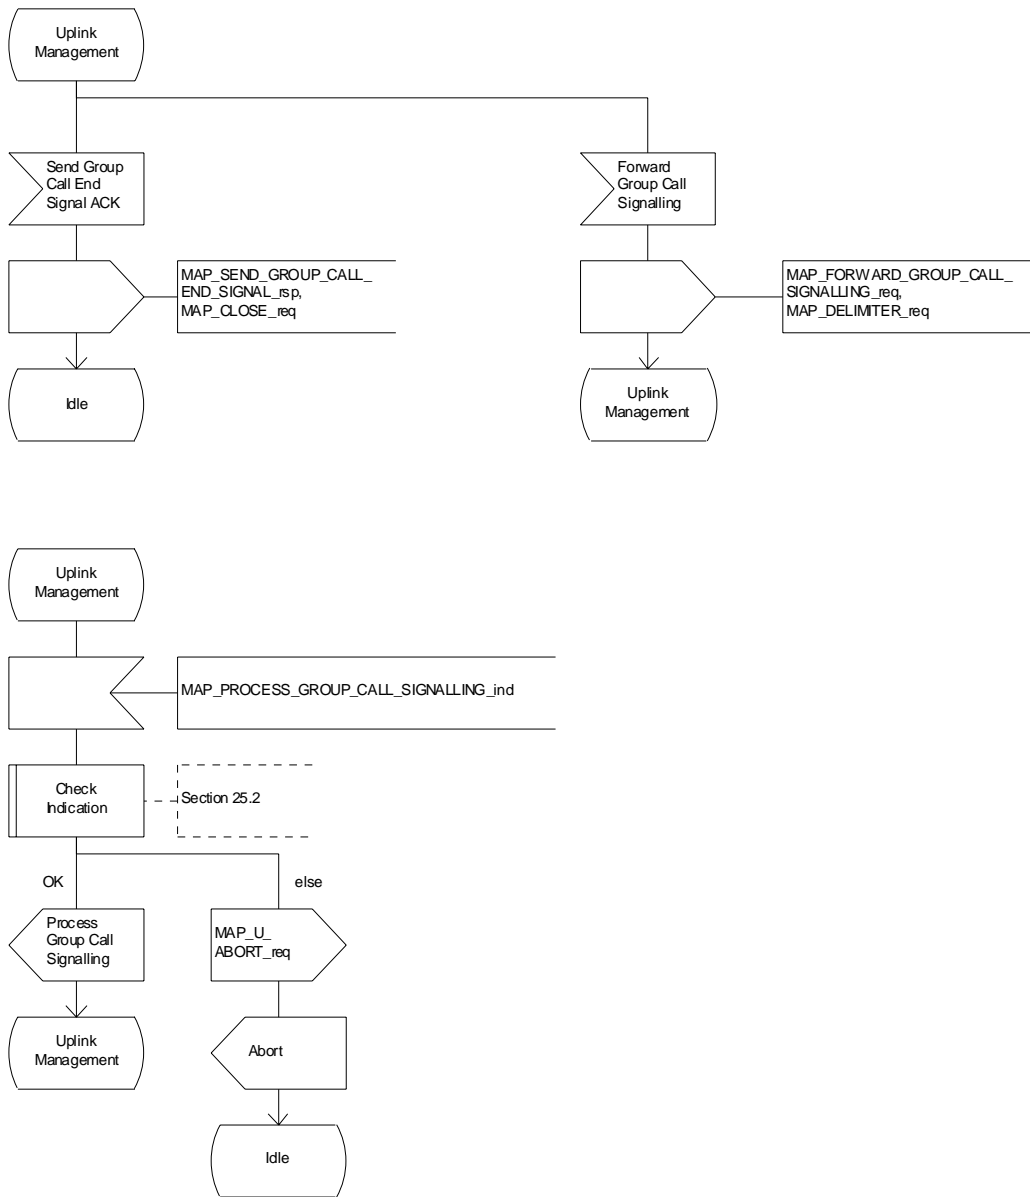 Uplink
Management
Send Group
Call End
Signal ACK
Forward
Group Call
Signalling
MAP_SEND_GROUP_CALL_
END_SIGNAL_rsp,
MAP_CLOSE_req
MAP_FORWARD_GROUP_CALL_
SIGNALLING_req,
MAP_DELIMITER_req
Idle
Uplink
Management
Uplink
Management
MAP_PROCESS_GROUP_CALL_SIGNALLING_ind
Check
Indication
Section 25.2
OK
else
Process
Group Call
Signalling
MAP_U_
ABORT_req
Uplink
Management
Abort
Idle